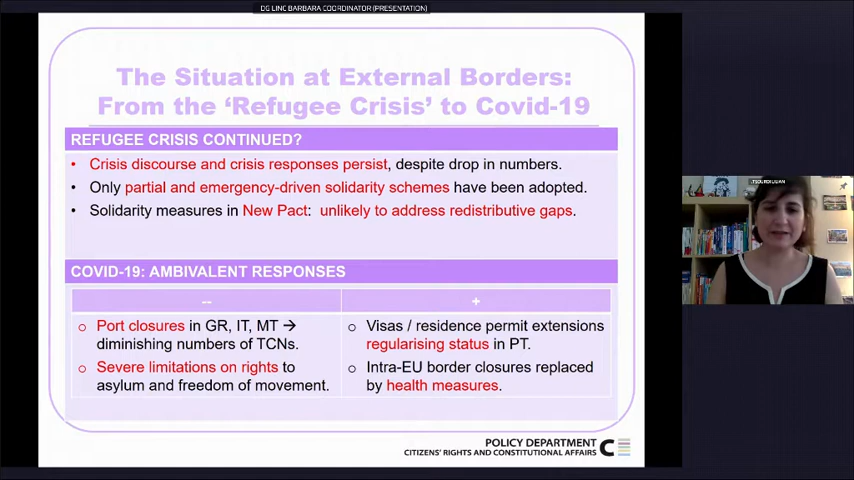 DG LINC BARBARA COORDINATOR (PRESENTATION)
The Situation at External Borders:
From the ‘Refugee Crisis’ to Covid-19
REFUGEE CRISIS CONTINUED?
• Crisis discourse and crisis responses persist, despite drop in numbers.
• Only partial and emergency-driven solidarity schemes have been adopted.
• Solidarity measures in New Pact: unlikely to address redistributive gaps.
COVID-19: AMBIVALENT RESPONSES
--
○ Port closures in GR, IT, MT →
diminishing numbers of TCNs.
○ Severe limitations on rights to
asylum and freedom of movement.
+
○ Visas / residence permit extensions
regularising status in PT.
○ Intra-EU border closures replaced
by health measures.
POLICY DEPARTMENT
CITIZENS' RIGHTS AND CONSTITUTIONAL AFFAIRS